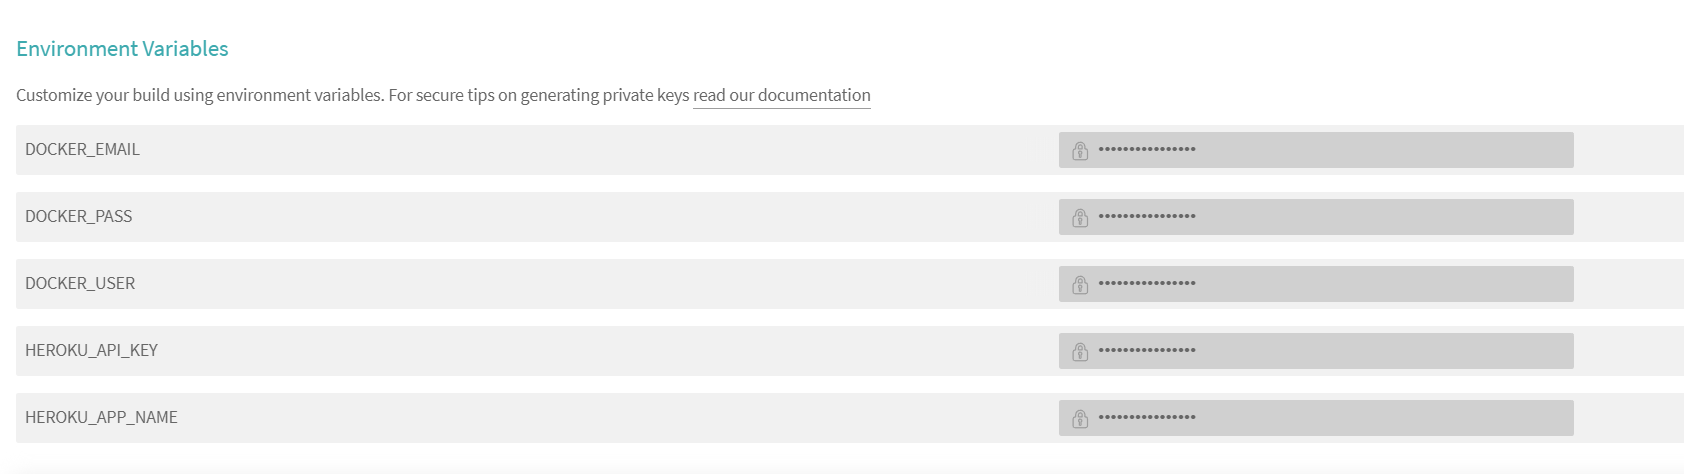 Environment Variables
Customize your build using environment variables. For secure tips on generating private keys read our documentation
DOCKER_EMAIL ••••••••••••••••
DOCKER_PASS ••••••••••••••••
DOCKER_USER ••••••••••••••••
HEROKU_API_KEY ••••••••••••••••
HEROKU_APP_NAME ••••••••••••••••